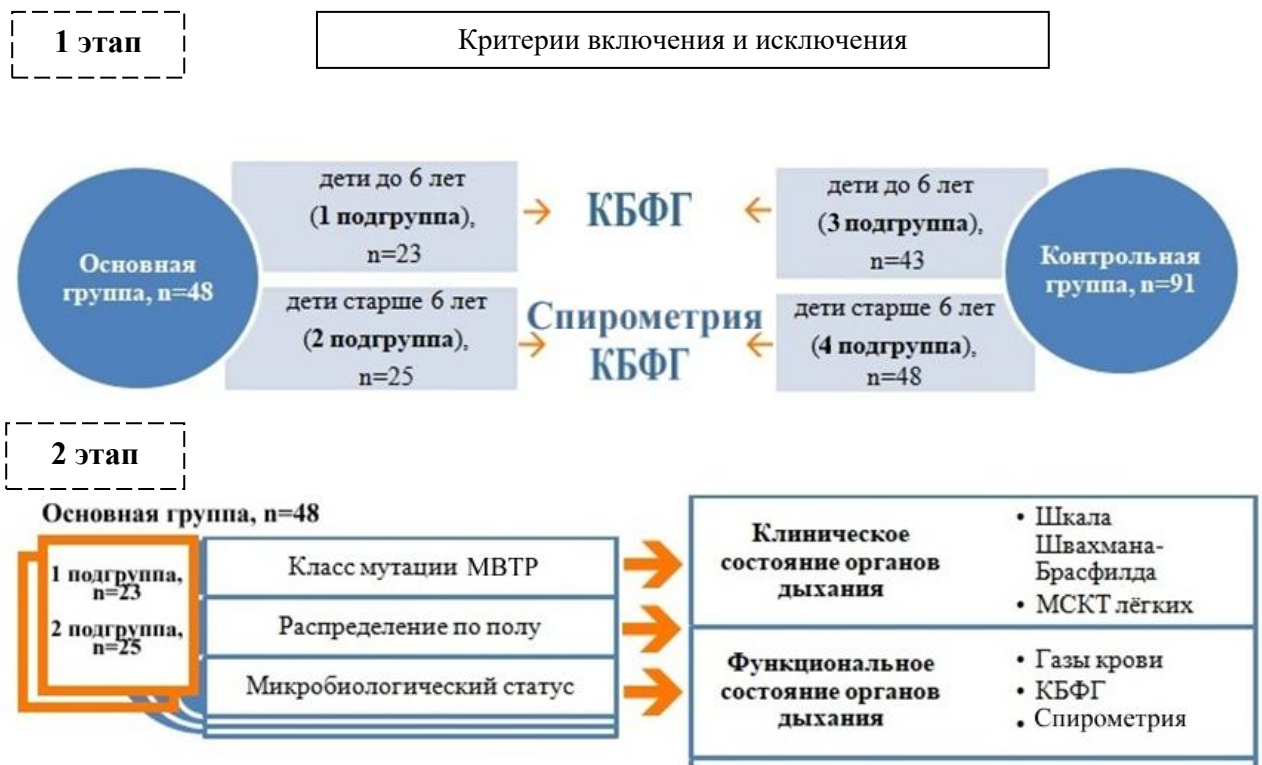 1 этап
Критерии включения и исключения
Основная
группа, n=48
дети до 6 лет
(1 подгруппа),
n=23
КБФГ
дети до 6 лет
(3 подгруппа),
n=43
Контрольная
группа, n=91
дети старше 6 лет
(2 подгруппа),
n=25
Спирометрия
КБФГ
дети старше 6 лет
(4 подгруппа),
n=48
2 этап
Основная группа, n=48
1 подгруппа,
n=23
2 подгруппа,
n=25
Класс мутации МВТР
Распределение по полу
Микробиологический статус
Клиническое
состояние органов
дыхания
• Шкала
Швахмана-
Брасфилда
• МСКТ лёгких
Функциональное
состояние органов
дыхания
• Газы крови
• КБФГ
• Спирометрия